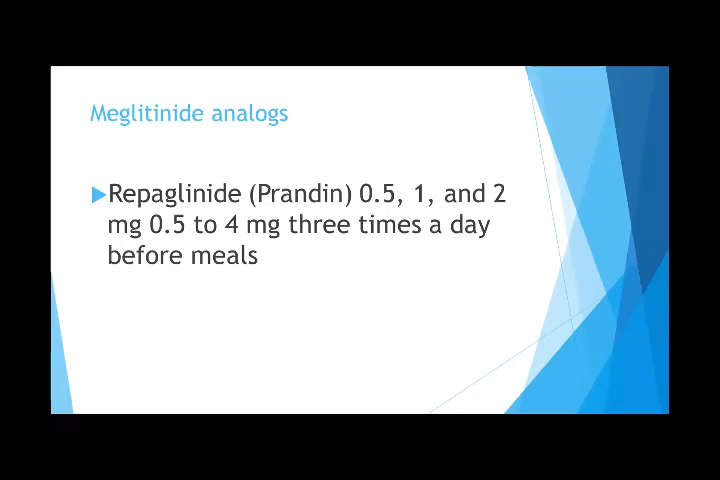 Meglitinide analogs
Repaglinide (Prandin) 0.5, 1, and 2
mg 0.5 to 4 mg three times a day
before meals